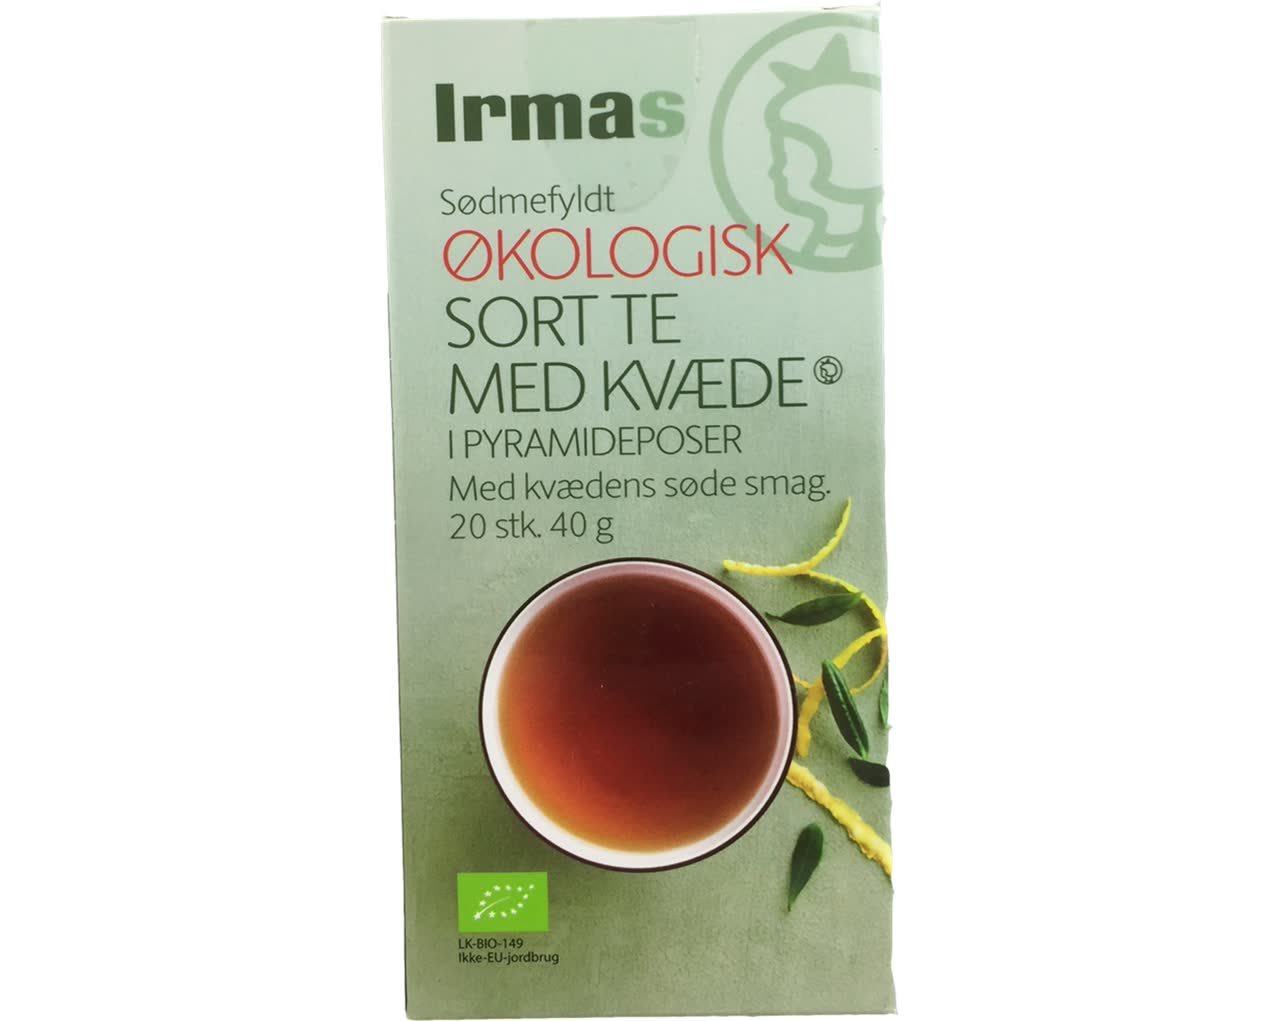 Irmas
Sødmefyldt
ØKOLOGISK
SORT TE
MED KVÆDE
I PYRAMIDEPOSER
Med kvædens søde smag.
20 stk. 40 g
LK-BIO-149
Ikke-EU-jordbrug